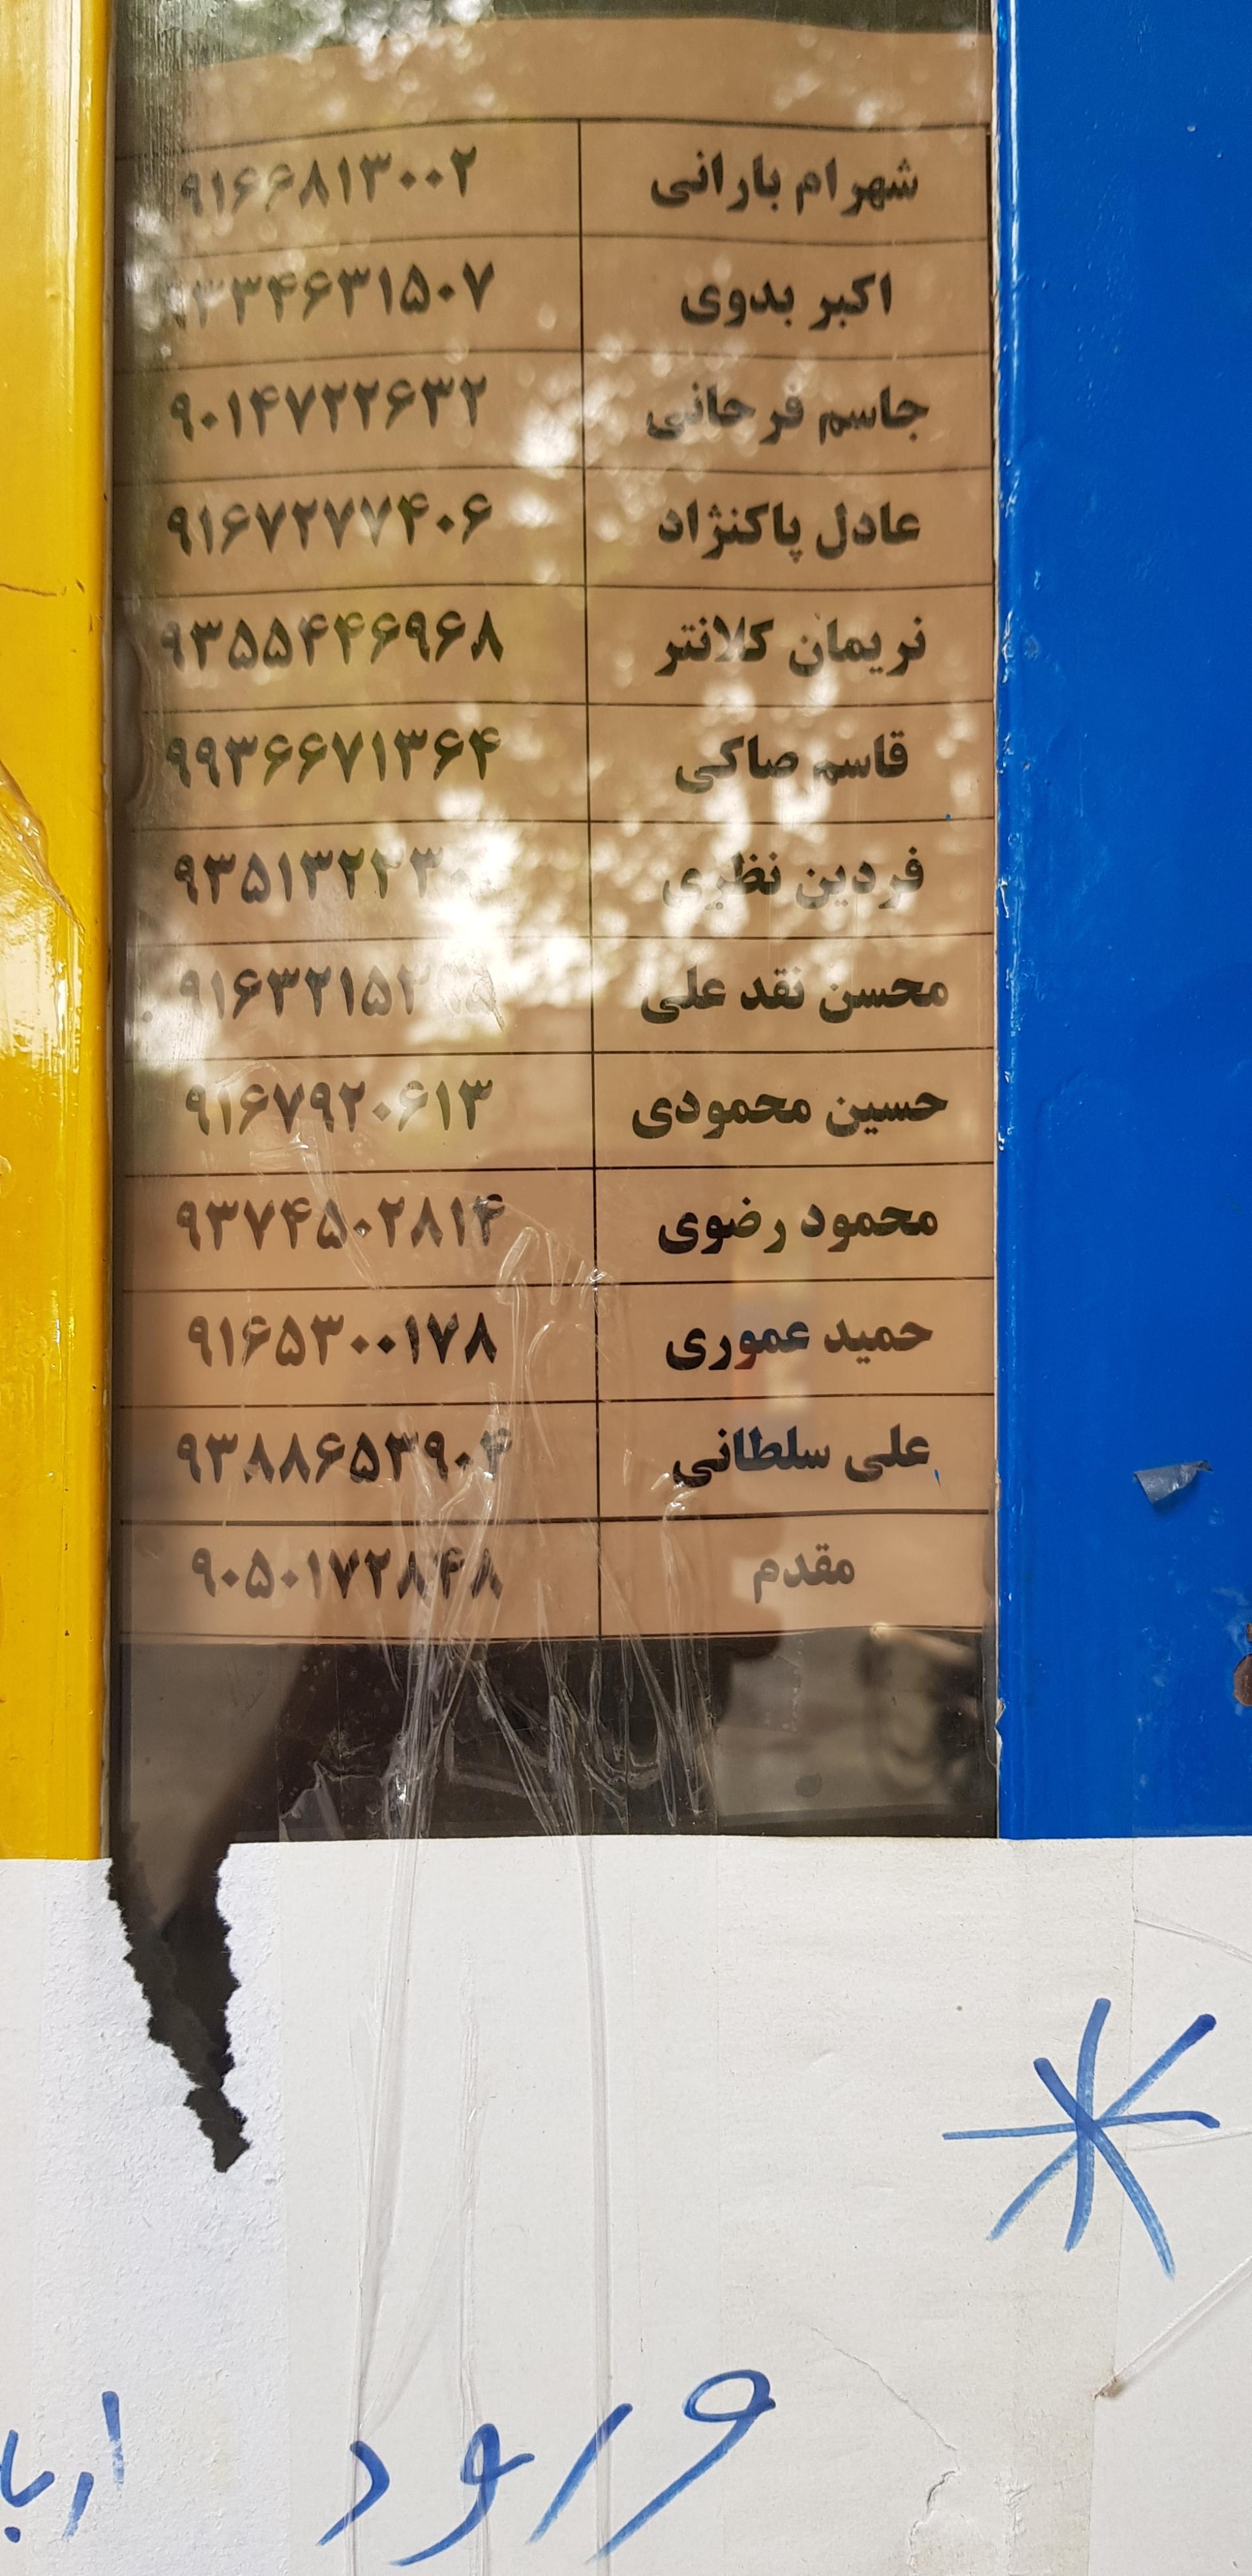 شهرام بارانی ۹۱۶۶۸۱۳۰۰۲
اکبر بدوی
جاسم فرحانی ۹۰۱۴۷۲۲۶۳۲
عادل پاکنژاد ۹۱۶۷۲۷۷۴۰۶
نریمان کلانتر ۹۳۵۵۴۴۶۹۶۸
قاسم صاکی ۹۹۳۶۶۷۱۳۶۴
فردین نظری
محسن نقد علی
حسین محمودی ۹۱۶۷۹۲۰۶۱۳
محمود رضوی ۹۳۷۴۵۰۲۸۱۴
حمید عموری ۹۱۶۵۳۰۰۱۷۸
علی سلطانی ۹۳۸۸۶۵۳۹۰۴
مقدم ۹۰۵۰۱۷۲۸۴۸
ورود